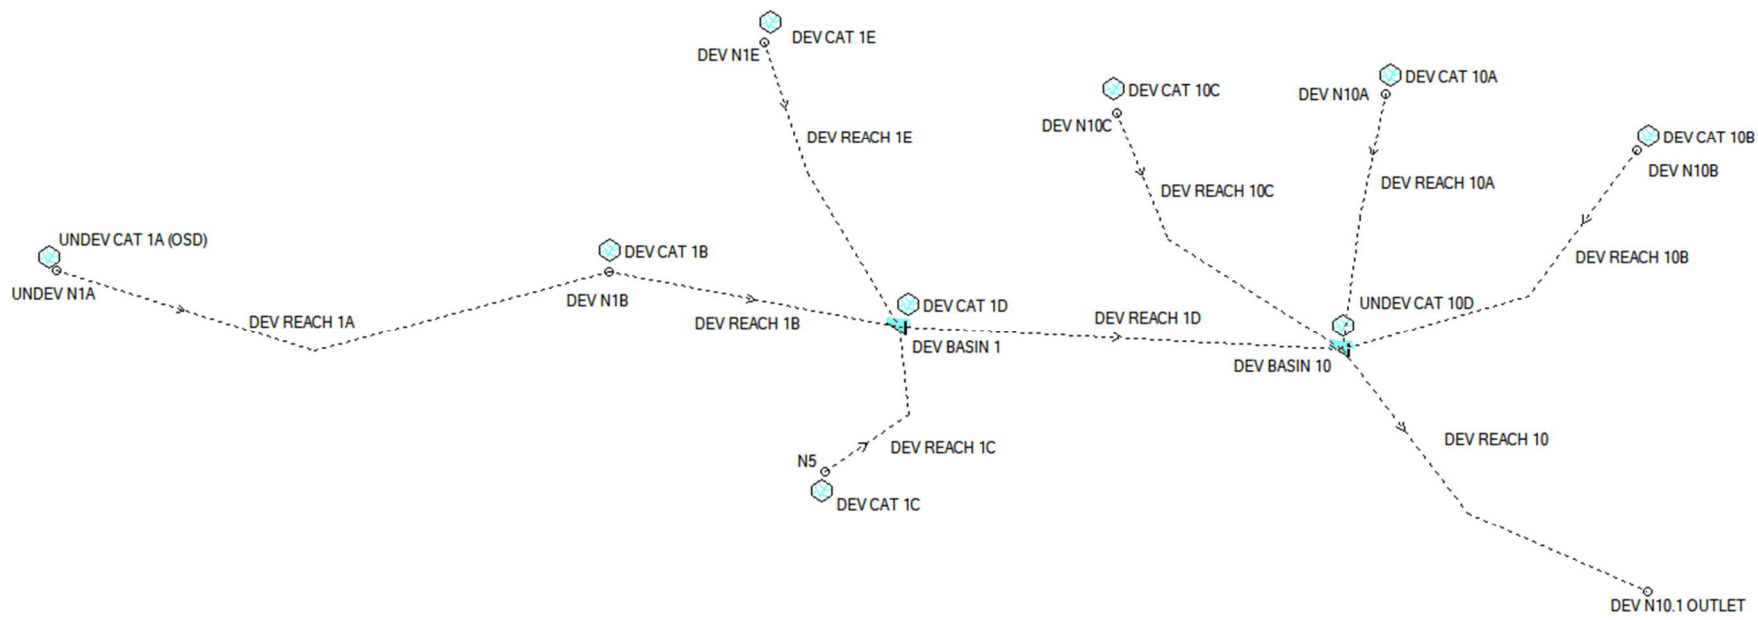 DEV CAT 1E
DEV N1E
DEV CAT 10A
DEV CAT 10C
DEV N10A
DEV N10C
DEV REACH 1E
DEV CAT 10B
DEV N10B
DEV REACH 10A
DEV REACH 10C
UNDEV CAT 1A (OSD)
DEV CAT 1B
DEV REACH 10B
UNDEV N1A
DEV N1B
UNDEV CAT 10D
DEV CAT 1D
DEV REACH 1A
DEV REACH 1B
DEV REACH 1D
DEV BASIN 1
DEV BASIN 10
DEV REACH 10
DEV REACH 1C
N5
DEV CAT 1C
DEV N10.1 OUTLET